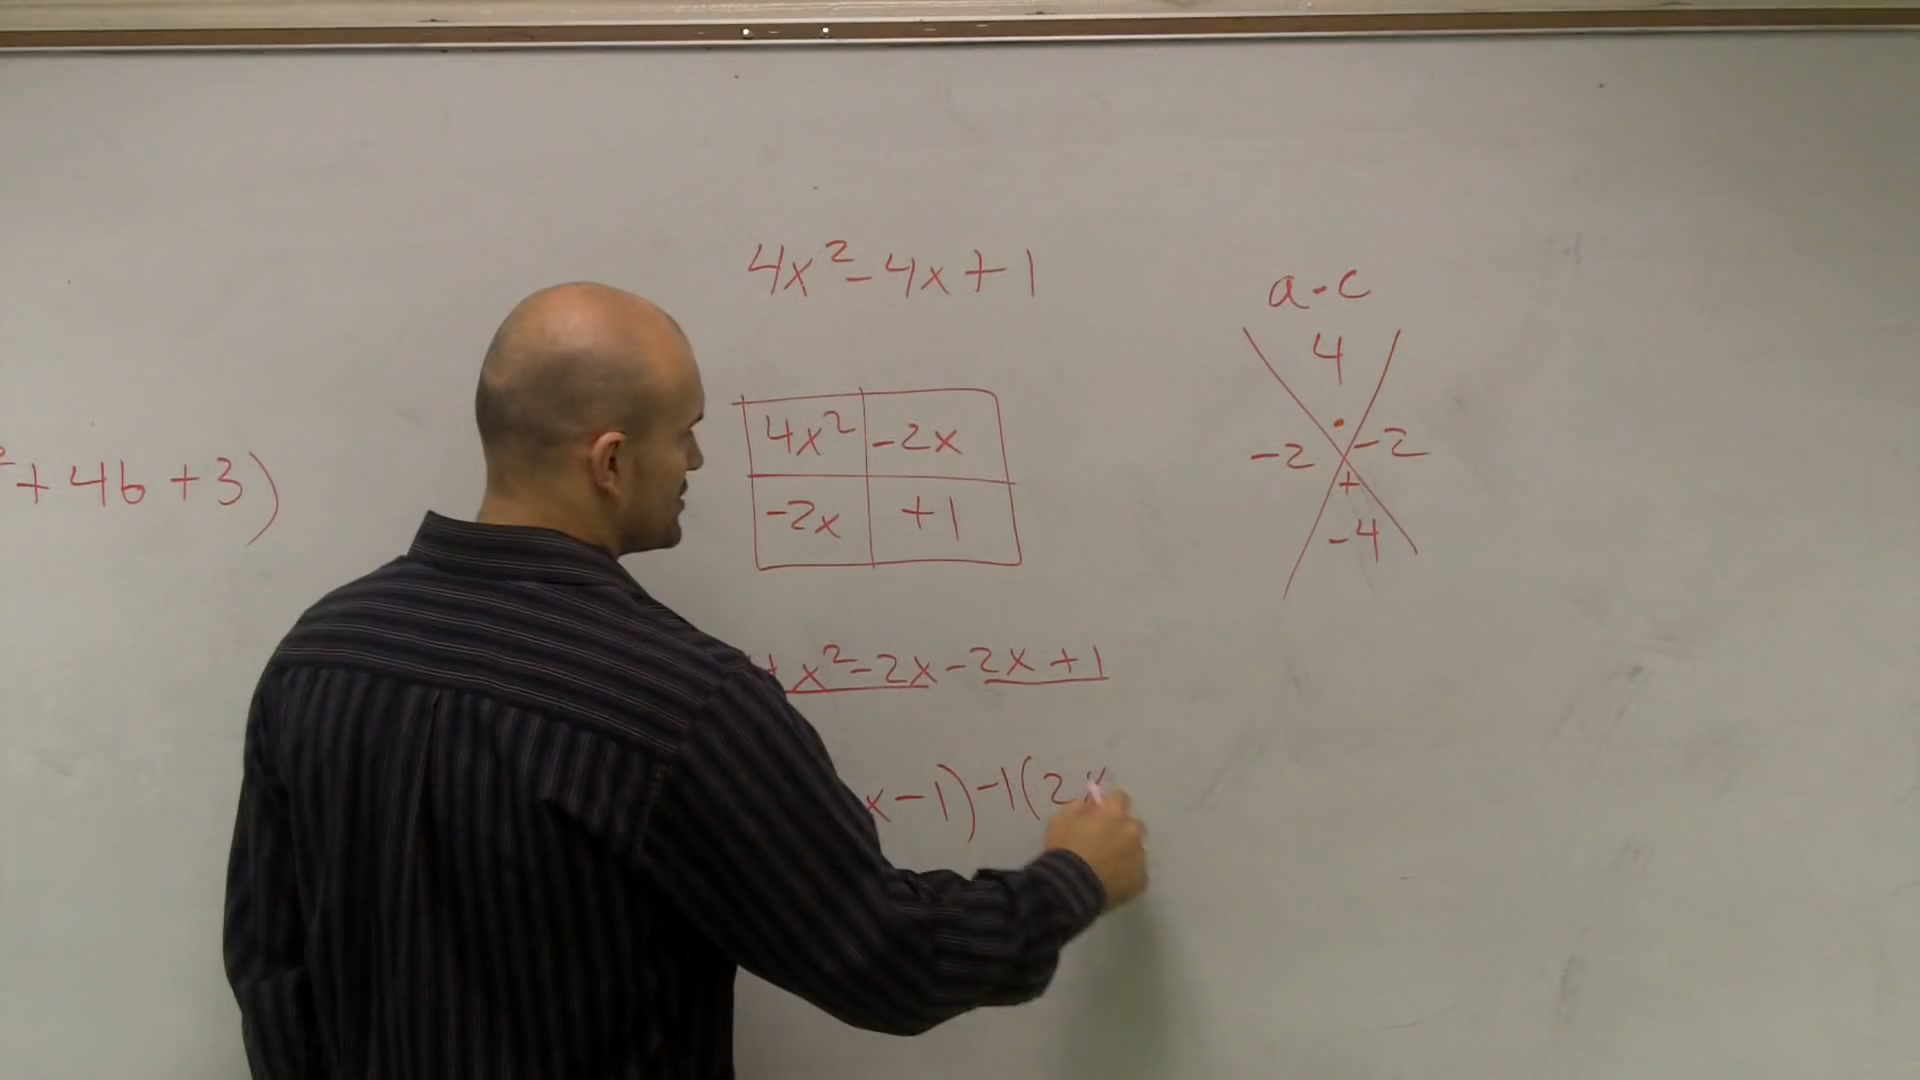 4x²-4x+1
a·c
4
·
-2 -2
+
-4
4x² -2x
-2x +1
+4b+3)
x²-2x-2x+1
x-1)-1(2x